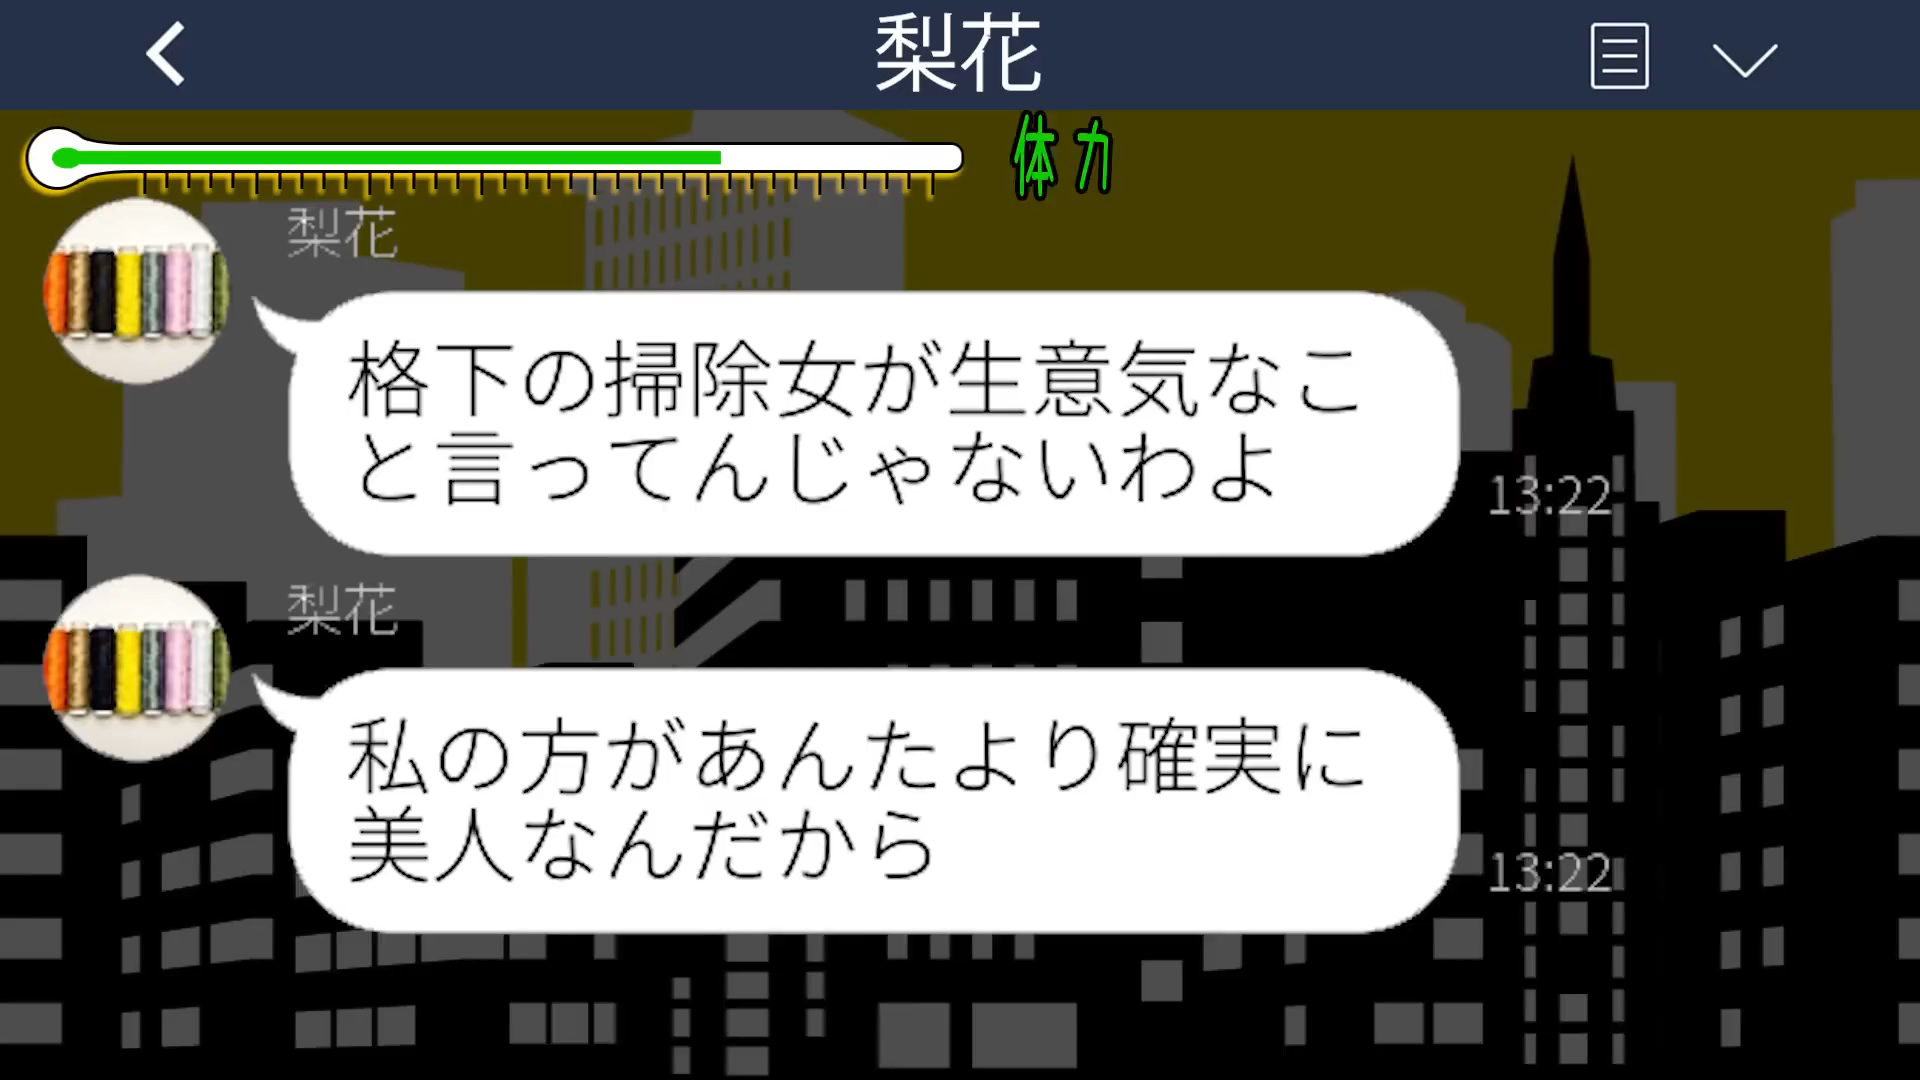 梨花
体力
梨花
格下の掃除女が生意気なこ
と言ってんじゃないわよ
13:22
梨花
私の方があんたより確実に
美人なんだから
13:22